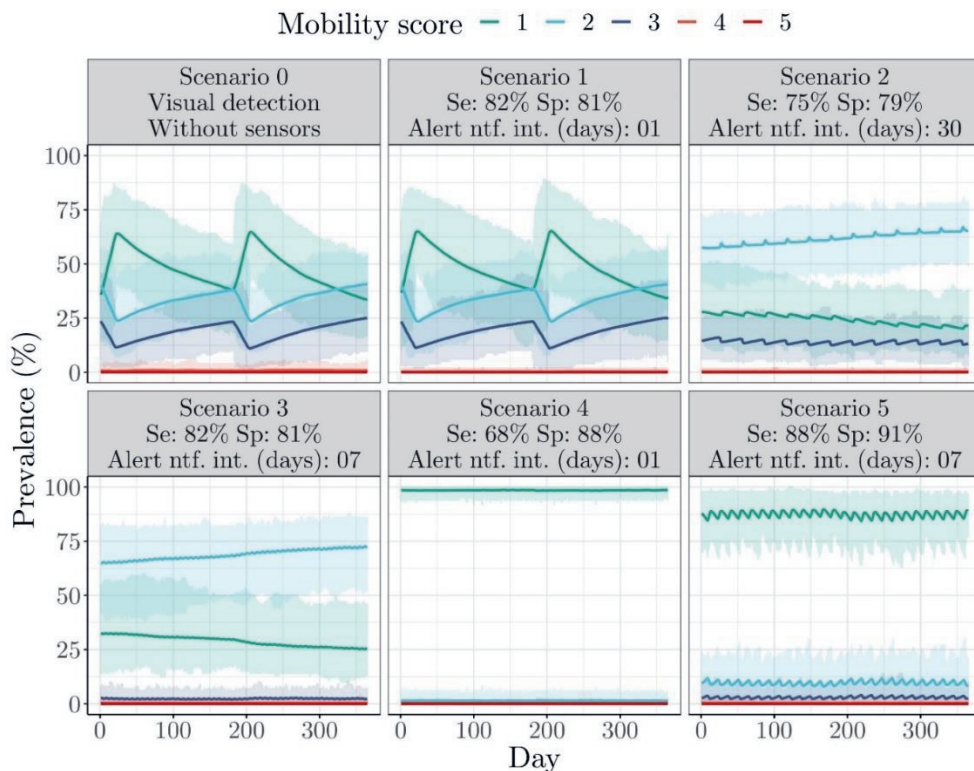 Mobility score 1 2 3 4 5
Scenario 0
Visual detection
Without sensors
Scenario 1
Se: 82% Sp: 81%
Alert ntf. int. (days): 01
Scenario 2
Se: 75% Sp: 79%
Alert ntf. int. (days): 30
100
75
50
25
0
Scenario 3
Se: 82% Sp: 81%
Alert ntf. int. (days): 07
Scenario 4
Se: 68% Sp: 88%
Alert ntf. int. (days): 01
Scenario 5
Se: 88% Sp: 91%
Alert ntf. int. (days): 07
100
75
50
25
0
Prevalence (%)
0 100 200 300 0 100 200 300 0 100 200 300
Day